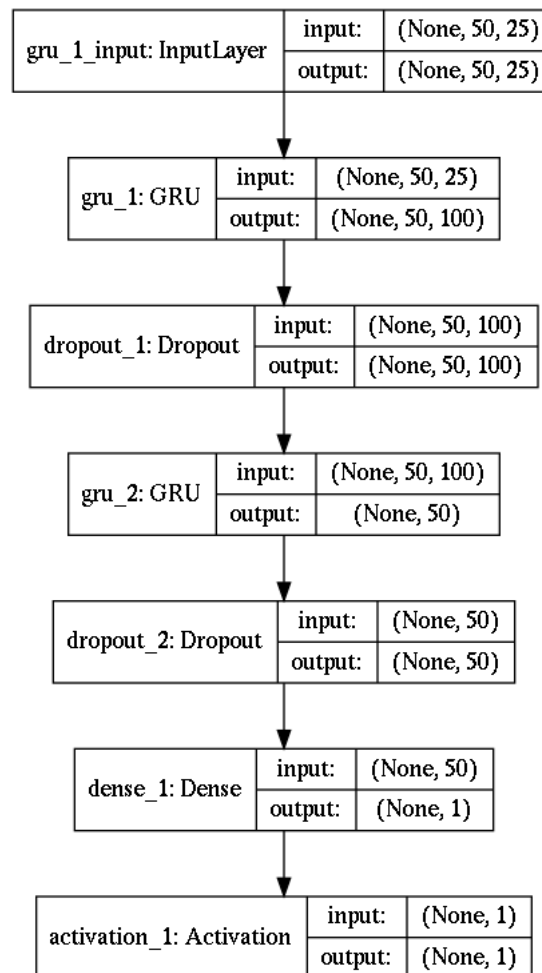 gru_1_input: InputLayer
input: (None, 50, 25)
output: (None, 50, 25)
gru_1: GRU
input: (None, 50, 25)
output: (None, 50, 100)
dropout_1: Dropout
input: (None, 50, 100)
output: (None, 50, 100)
gru_2: GRU
input: (None, 50, 100)
output: (None, 50)
dropout_2: Dropout
input: (None, 50)
output: (None, 50)
dense_1: Dense
input: (None, 50)
output: (None, 1)
activation_1: Activation
input: (None, 1)
output: (None, 1)